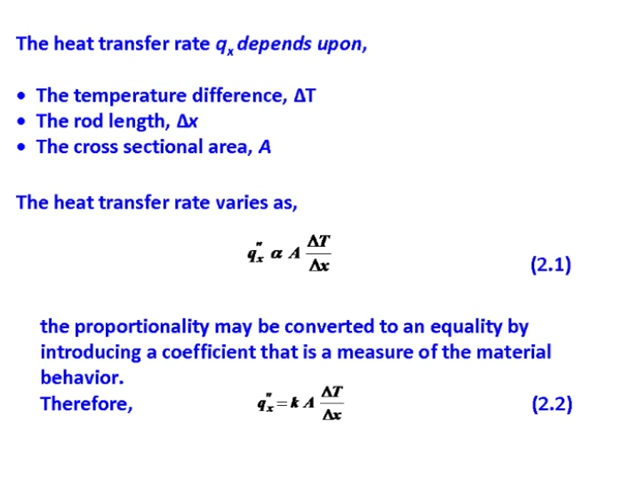 The heat transfer rate qₓ depends upon,
• The temperature difference, ΔT
• The rod length, Δx
• The cross sectional area, A
The heat transfer rate varies as,
q″ₓ α A ΔT/Δx (2.1)
the proportionality may be converted to an equality by
introducing a coefficient that is a measure of the material
behavior.
Therefore, q″ₓ = k A ΔT/Δx (2.2)